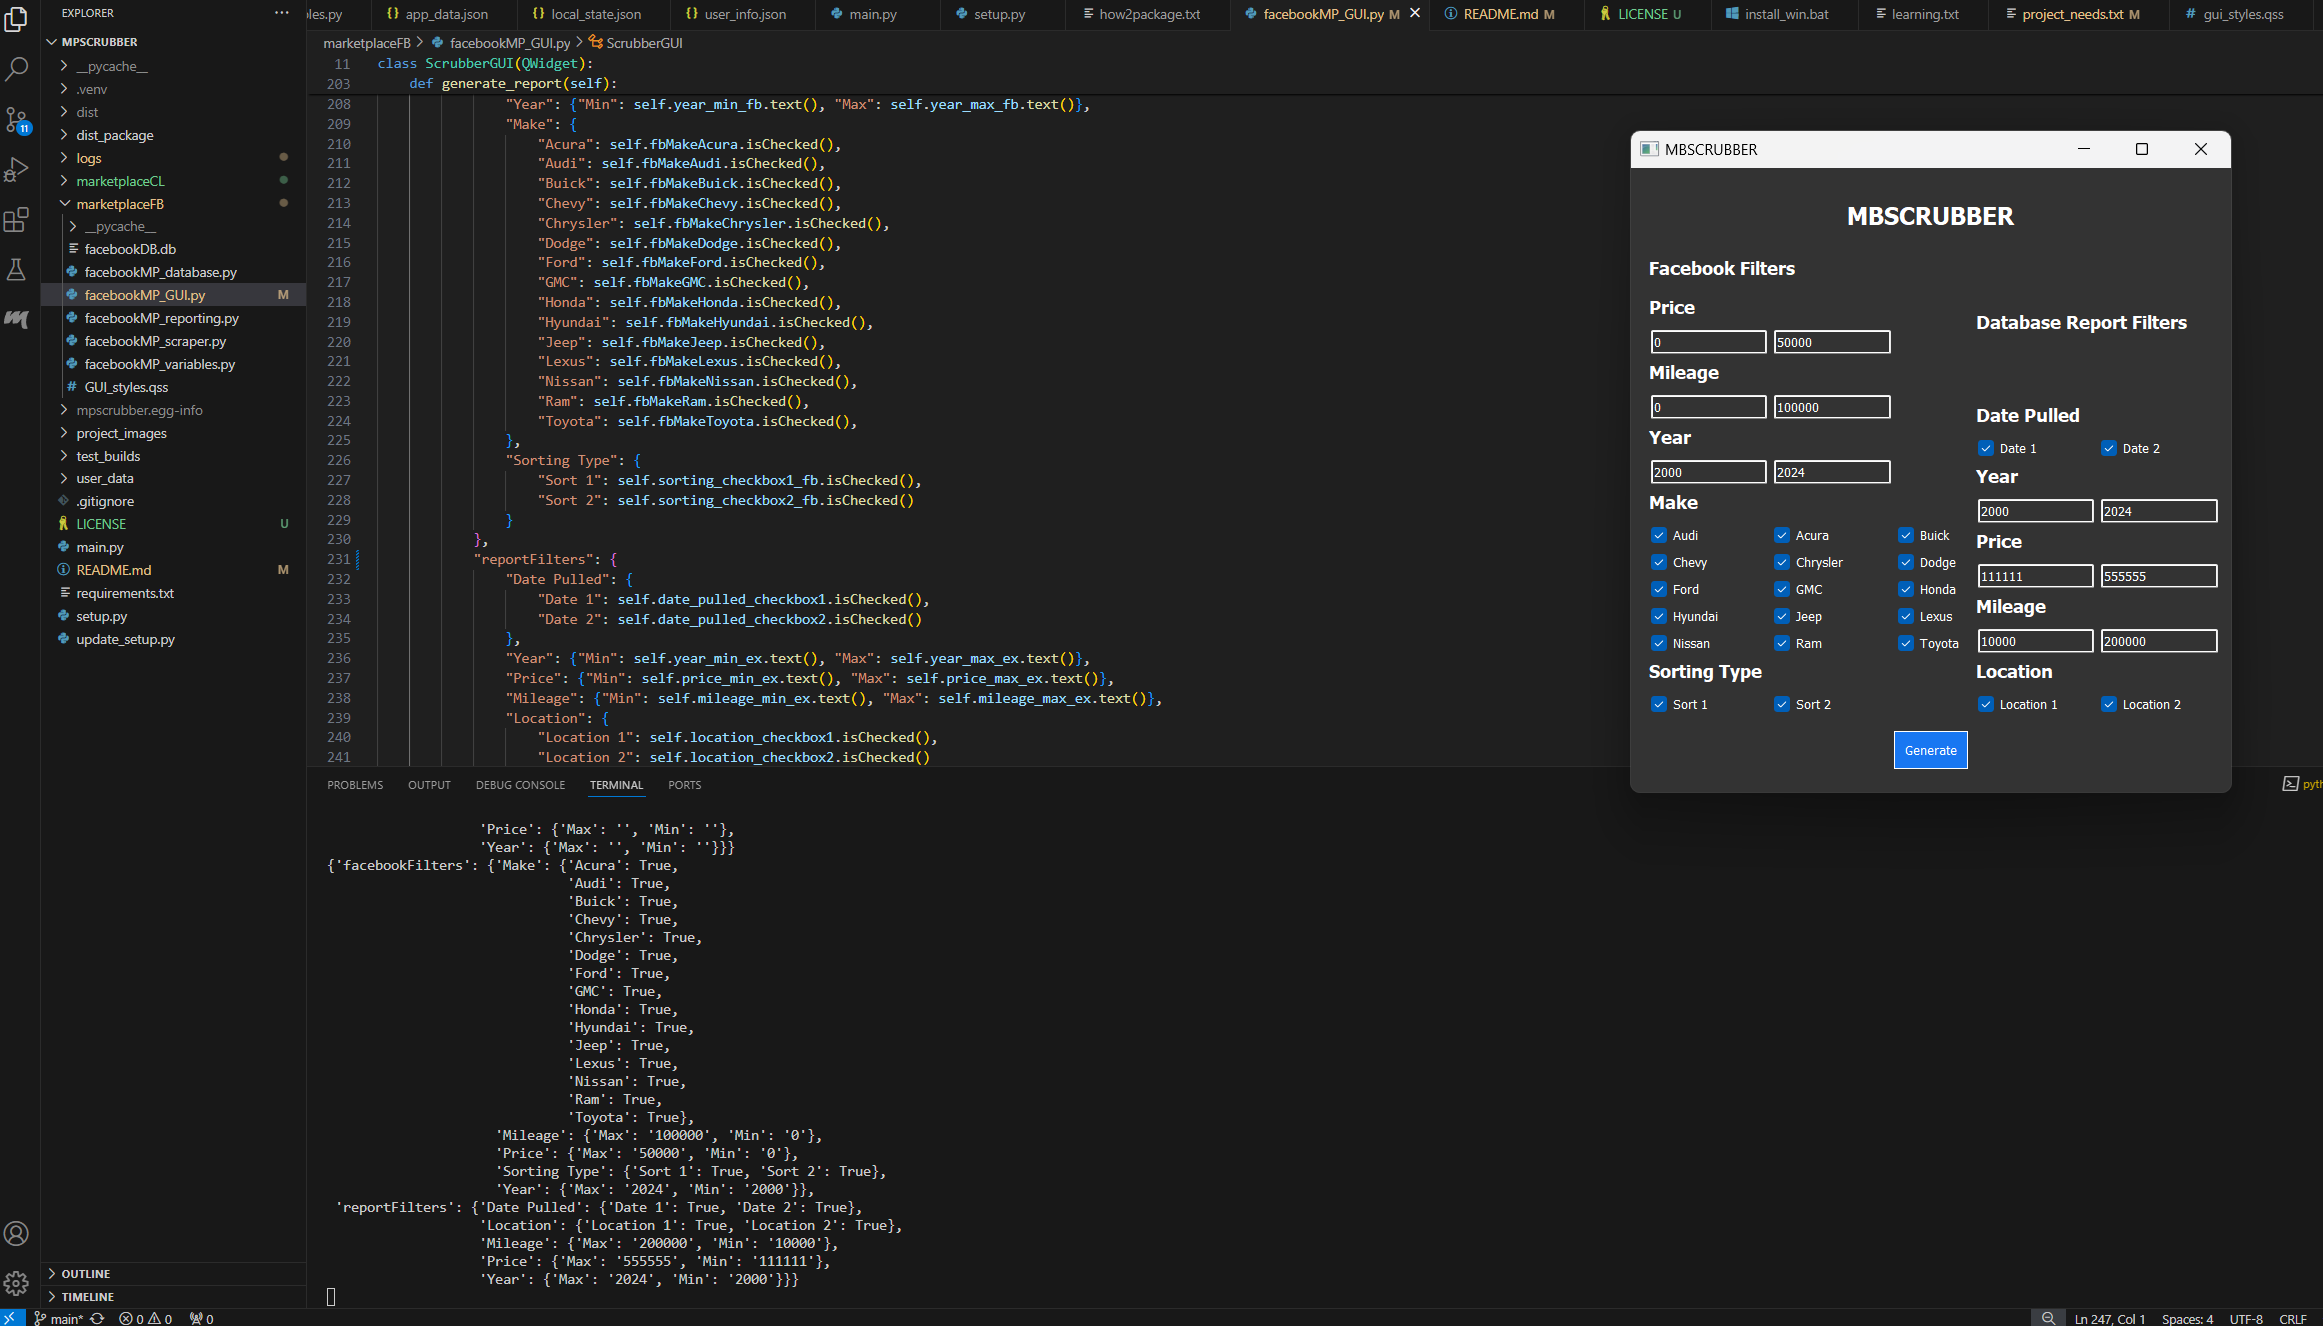 EXPLORER
MPSCRUBBER
__pycache__
.venv
dist
dist_package
logs
marketplaceCL
marketplaceFB
__pycache__
facebookDB.db
facebookMP_database.py
facebookMP_GUI.py M
facebookMP_reporting.py
facebookMP_scraper.py
facebookMP_variables.py
GUI_styles.qss
mpscrubber.egg-info
project_images
test_builds
user_data
.gitignore
LICENSE U
main.py
README.md M
requirements.txt
setup.py
update_setup.py
OUTLINE
TIMELINE
11
les.py {} app_data.json {} local_state.json {} user_info.json main.py setup.py how2package.txt facebookMP_GUI.py M README.md M LICENSE U install_win.bat learning.txt project_needs.txt M # gui_styles.qss
marketplaceFB > facebookMP_GUI.py > ScrubberGUI
11 class ScrubberGUI(QWidget):
203 def generate_report(self):
208 "Year": {"Min": self.year_min_fb.text(), "Max": self.year_max_fb.text()},
209 "Make": {
210 "Acura": self.fbMakeAcura.isChecked(),
211 "Audi": self.fbMakeAudi.isChecked(),
212 "Buick": self.fbMakeBuick.isChecked(),
213 "Chevy": self.fbMakeChevy.isChecked(),
214 "Chrysler": self.fbMakeChrysler.isChecked(),
215 "Dodge": self.fbMakeDodge.isChecked(),
216 "Ford": self.fbMakeFord.isChecked(),
217 "GMC": self.fbMakeGMC.isChecked(),
218 "Honda": self.fbMakeHonda.isChecked(),
219 "Hyundai": self.fbMakeHyundai.isChecked(),
220 "Jeep": self.fbMakeJeep.isChecked(),
221 "Lexus": self.fbMakeLexus.isChecked(),
222 "Nissan": self.fbMakeNissan.isChecked(),
223 "Ram": self.fbMakeRam.isChecked(),
224 "Toyota": self.fbMakeToyota.isChecked(),
225 },
226 "Sorting Type": {
227 "Sort 1": self.sorting_checkbox1_fb.isChecked(),
228 "Sort 2": self.sorting_checkbox2_fb.isChecked()
229 }
230 },
231 "reportFilters": {
232 "Date Pulled": {
233 "Date 1": self.date_pulled_checkbox1.isChecked(),
234 "Date 2": self.date_pulled_checkbox2.isChecked()
235 },
236 "Year": {"Min": self.year_min_ex.text(), "Max": self.year_max_ex.text()},
237 "Price": {"Min": self.price_min_ex.text(), "Max": self.price_max_ex.text()},
238 "Mileage": {"Min": self.mileage_min_ex.text(), "Max": self.mileage_max_ex.text()},
239 "Location": {
240 "Location 1": self.location_checkbox1.isChecked(),
241 "Location 2": self.location_checkbox2.isChecked()
PROBLEMS OUTPUT DEBUG CONSOLE TERMINAL PORTS
pyth
'Price': {'Max': '', 'Min': ''},
'Year': {'Max': '', 'Min': ''}}}
{'facebookFilters': {'Make': {'Acura': True,
'Audi': True,
'Buick': True,
'Chevy': True,
'Chrysler': True,
'Dodge': True,
'Ford': True,
'GMC': True,
'Honda': True,
'Hyundai': True,
'Jeep': True,
'Lexus': True,
'Nissan': True,
'Ram': True,
'Toyota': True},
'Mileage': {'Max': '100000', 'Min': '0'},
'Price': {'Max': '50000', 'Min': '0'},
'Sorting Type': {'Sort 1': True, 'Sort 2': True},
'Year': {'Max': '2024', 'Min': '2000'}},
'reportFilters': {'Date Pulled': {'Date 1': True, 'Date 2': True},
'Location': {'Location 1': True, 'Location 2': True},
'Mileage': {'Max': '200000', 'Min': '10000'},
'Price': {'Max': '555555', 'Min': '111111'},
'Year': {'Max': '2024', 'Min': '2000'}}}
MBSCRUBBER
MBSCRUBBER
Facebook Filters
Price
0 50000
Mileage
0 100000
Year
2000 2024
Make
Audi Acura Buick
Chevy Chrysler Dodge
Ford GMC Honda
Hyundai Jeep Lexus
Nissan Ram Toyota
Sorting Type
Sort 1 Sort 2
Database Report Filters
Date Pulled
Date 1 Date 2
Year
2000 2024
Price
111111 555555
Mileage
10000 200000
Location
Location 1 Location 2
Generate
main* 0 0 0 Ln 247, Col 1 Spaces: 4 UTF-8 CRLF